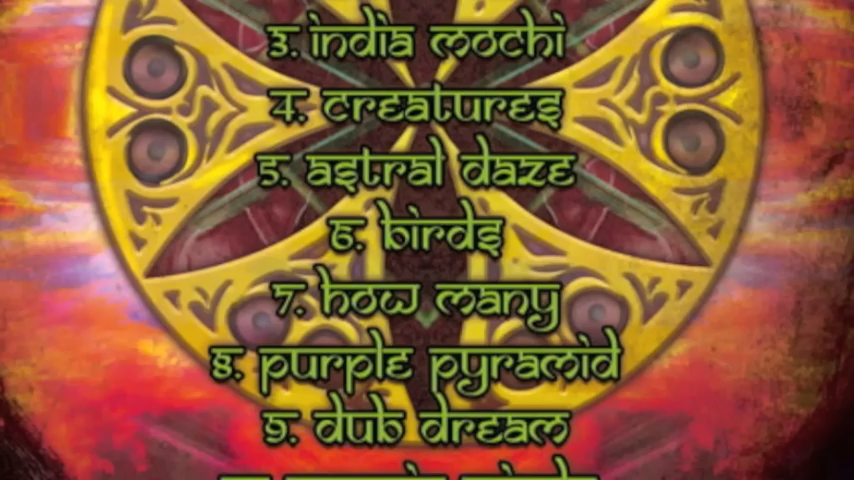 3. india mochi
4. creatures
5. astral daze
6. birds
7. how many
8. purple pyramid
9. dub dream